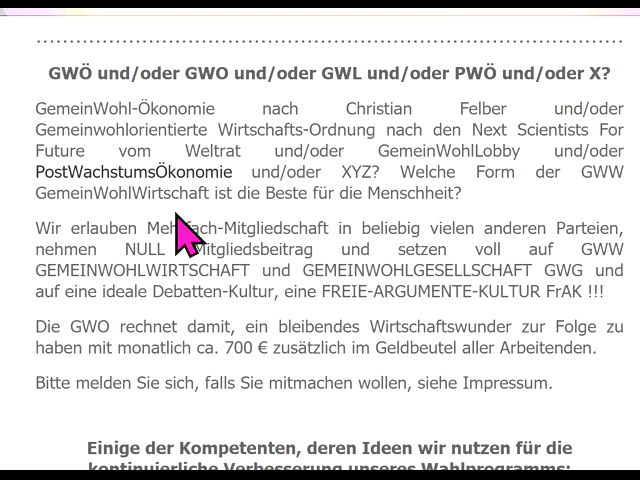 GWÖ und/oder GWO und/oder GWL und/oder PWÖ und/oder X?
GemeinWohl-Ökonomie nach Christian Felber und/oder
Gemeinwohlorientierte Wirtschafts-Ordnung nach den Next Scientists For
Future vom Weltrat und/oder GemeinWohlLobby und/oder
PostWachstumsÖkonomie und/oder XYZ? Welche Form der GWW
GemeinWohlWirtschaft ist die Beste für die Menschheit?
Wir erlauben Mehrfach-Mitgliedschaft in beliebig vielen anderen Parteien,
nehmen NULL Mitgliedsbeitrag und setzen voll auf GWW
GEMEINWOHLWIRTSCHAFT und GEMEINWOHLGESELLSCHAFT GWG und
auf eine ideale Debatten-Kultur, eine FREIE-ARGUMENTE-KULTUR FrAK !!!
Die GWO rechnet damit, ein bleibendes Wirtschaftswunder zur Folge zu
haben mit monatlich ca. 700 € zusätzlich im Geldbeutel aller Arbeitenden.
Bitte melden Sie sich, falls Sie mitmachen wollen, siehe Impressum.
Einige der Kompetenten, deren Ideen wir nutzen für die
kontinuierliche Verbesserung unseres Wahlprogramms: